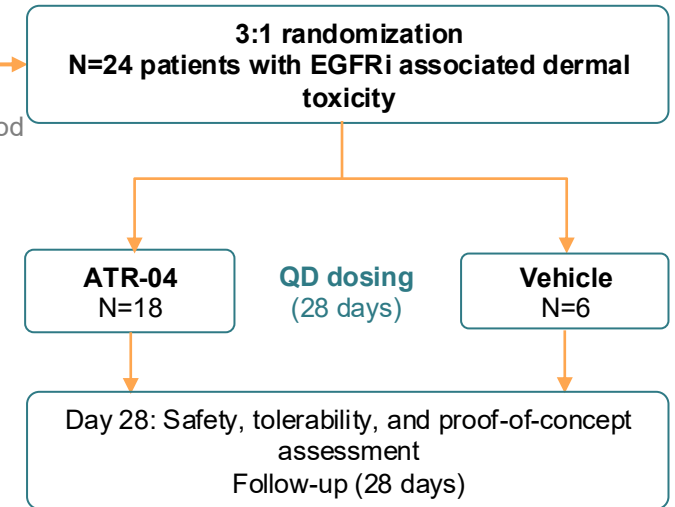 3:1 randomization
N=24 patients with EGFRi associated dermal
toxicity
ATR-04
N=18
QD dosing
(28 days)
Vehicle
N=6
Day 28: Safety, tolerability, and proof-of-concept
assessment
Follow-up (28 days)